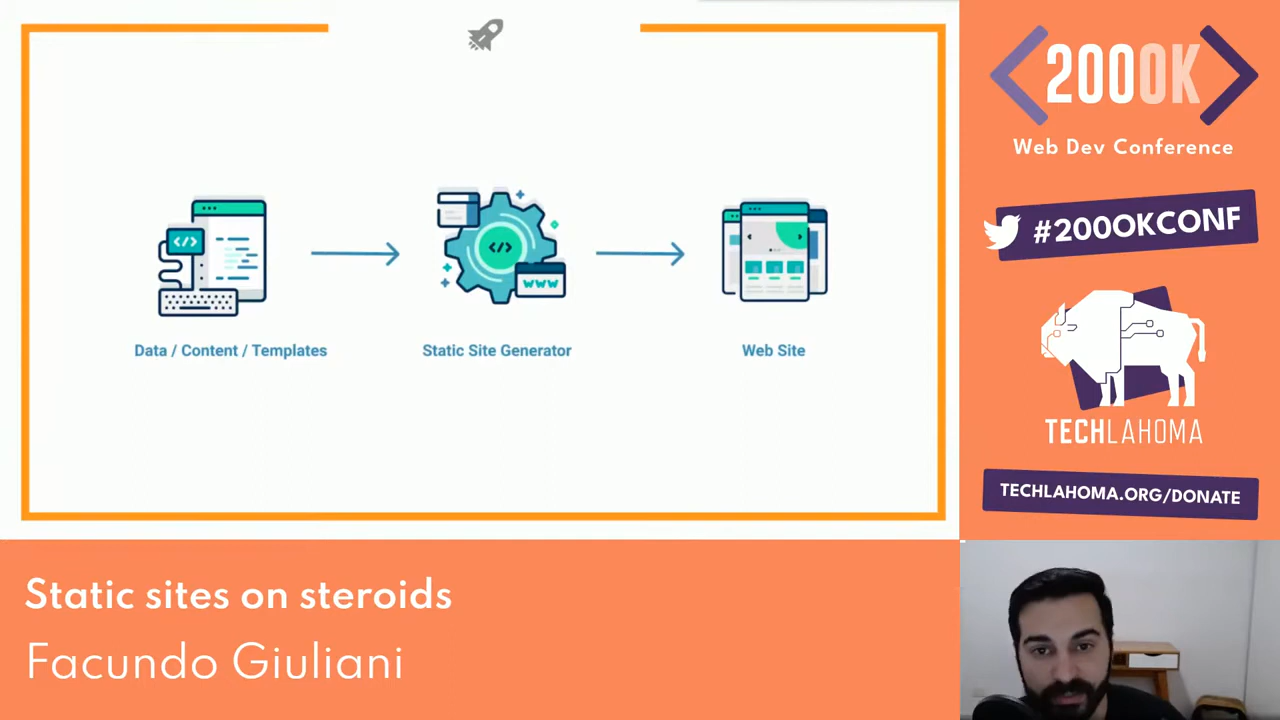 </>
</>
WWW
Data / Content / Templates
Static Site Generator
Web Site
200OK
Web Dev Conference
#200OKCONF
TECHLAHOMA
TECHLAHOMA.ORG/DONATE
Static sites on steroids
Facundo Giuliani